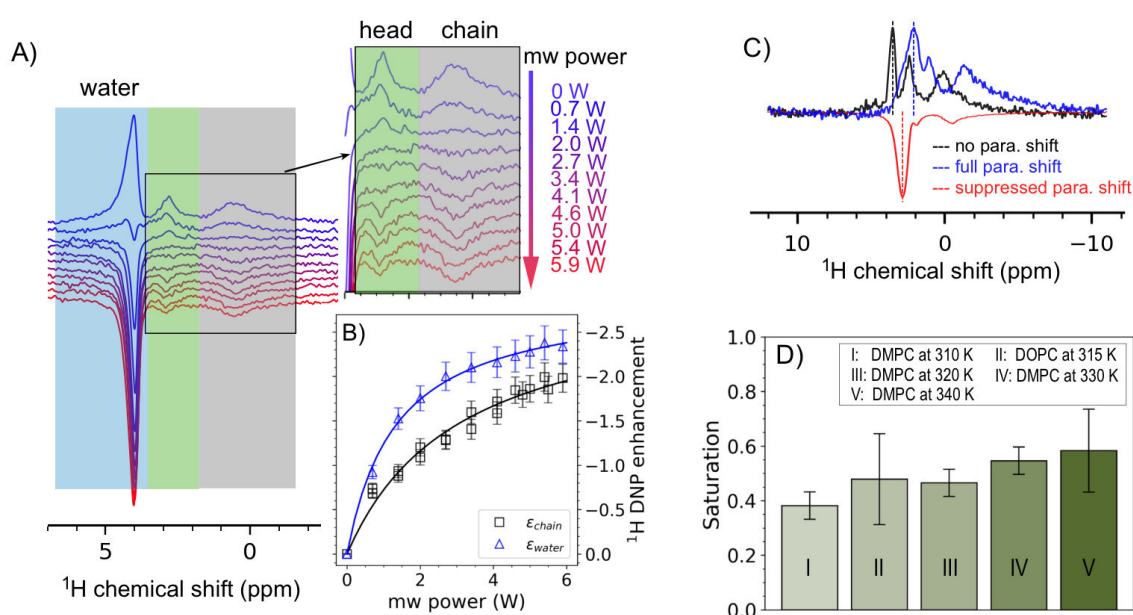 A)
water
head chain
mw power
0 W
0.7 W
1.4 W
2.0 W
2.7 W
3.4 W
4.1 W
4.6 W
5.0 W
5.4 W
5.9 W
5 0
¹H chemical shift (ppm)
B)
−2.5
−2.0
−1.5
−1.0
−0.5
0.0
¹H DNP enhancement
εchain
εwater
0 2 4 6
mw power (W)
C)
no para. shift
full para. shift
suppressed para. shift
10 0 −10
¹H chemical shift (ppm)
D)
I: DMPC at 310 K II: DOPC at 315 K
III: DMPC at 320 K IV: DMPC at 330 K
V: DMPC at 340 K
1.0
0.8
0.6
0.4
0.2
0.0
Saturation
I II III IV V